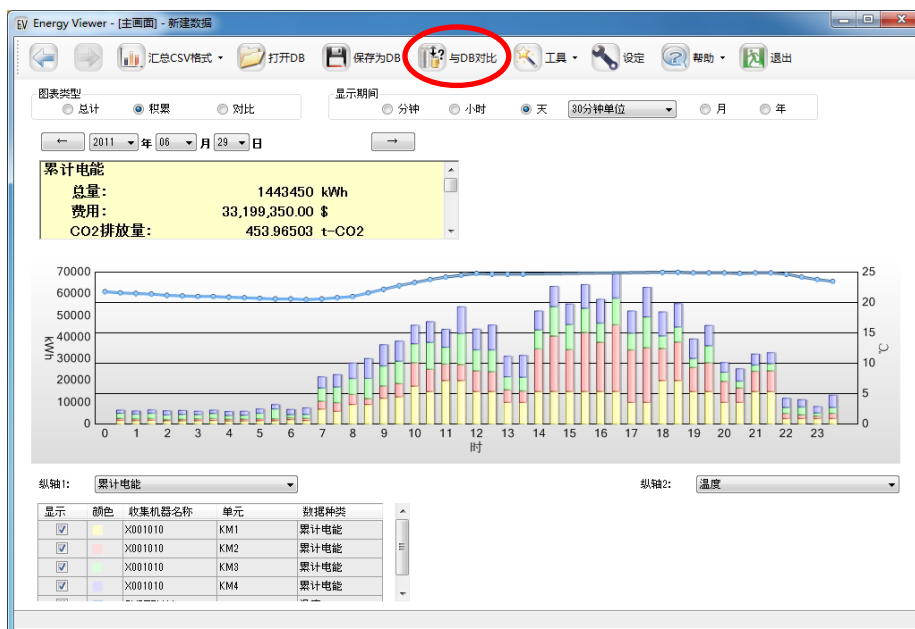 EV Energy Viewer - [主画面] - 新建数据
汇总CSV格式 打开DB 保存为DB 与DB对比 工具 设定 帮助 退出
图表类型 显示期间
总计 积累 对比 分钟 小时 天 30分钟单位 月 年
← 2011 年 06 月 29 日 →
累计电能
总量: 1443450 kWh
费用: 33,199,350.00 $
CO2排放量: 453.96503 t-CO2
70000 25
60000
20
50000
15
40000
kWh ℃
30000
10
20000
5
10000
0 0
0 1 2 3 4 5 6 7 8 9 10 11 12 13 14 15 16 17 18 19 20 21 22 23
时
纵轴1: 累计电能 纵轴2: 温度
显示 颜色 收集机器名称 单元 数据种类
X001010 KM1 累计电能
X001010 KM2 累计电能
X001010 KM3 累计电能
X001010 KM4 累计电能